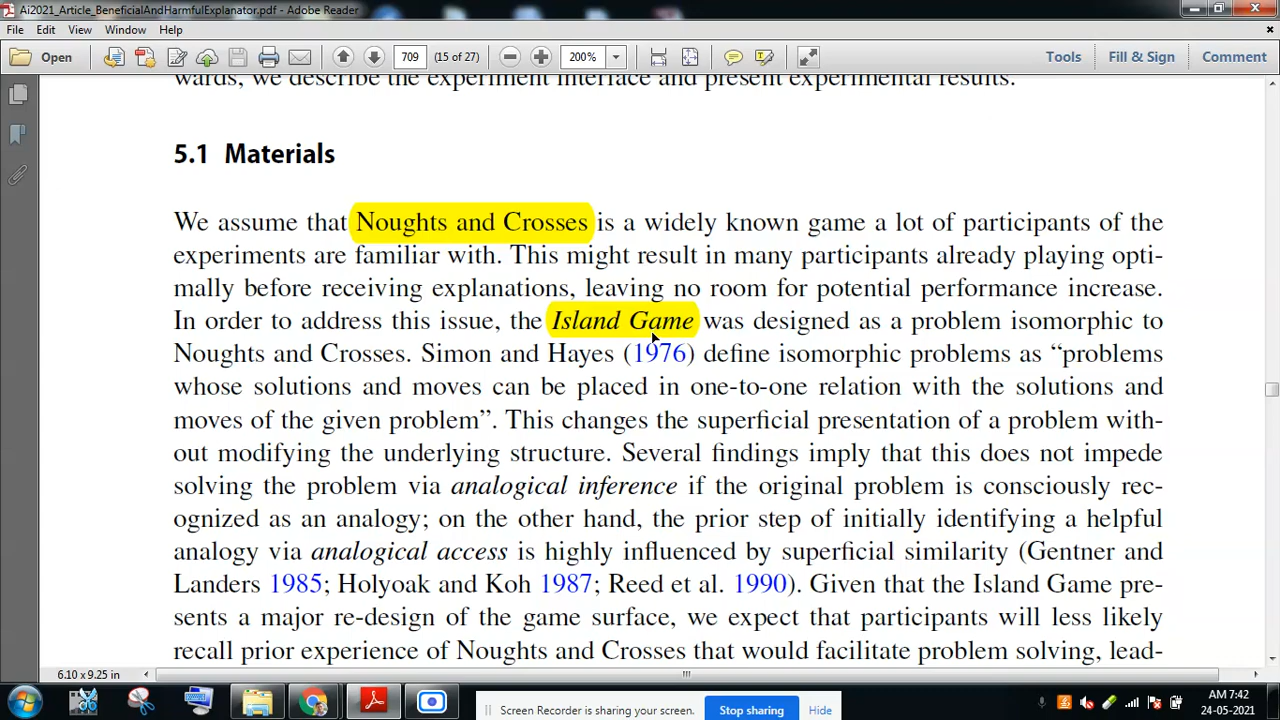 Ai2021_Article_BeneficialAndHarmfulExplanator.pdf - Adobe Reader
File Edit View Window Help
Open 709 (15 of 27) 200% Tools Fill & Sign Comment
wards, we describe the experiment interface and present experimental results.
5.1 Materials
We assume that Noughts and Crosses is a widely known game a lot of participants of the
experiments are familiar with. This might result in many participants already playing opti-
mally before receiving explanations, leaving no room for potential performance increase.
In order to address this issue, the Island Game was designed as a problem isomorphic to
Noughts and Crosses. Simon and Hayes (1976) define isomorphic problems as “problems
whose solutions and moves can be placed in one-to-one relation with the solutions and
moves of the given problem”. This changes the superficial presentation of a problem with-
out modifying the underlying structure. Several findings imply that this does not impede
solving the problem via analogical inference if the original problem is consciously rec-
ognized as an analogy; on the other hand, the prior step of initially identifying a helpful
analogy via analogical access is highly influenced by superficial similarity (Gentner and
Landers 1985; Holyoak and Koh 1987; Reed et al. 1990). Given that the Island Game pre-
sents a major re-design of the game surface, we expect that participants will less likely
recall prior experience of Noughts and Crosses that would facilitate problem solving, lead-
6.10 x 9.25 in
Screen Recorder is sharing your screen. Stop sharing Hide
AM 7:42
24-05-2021